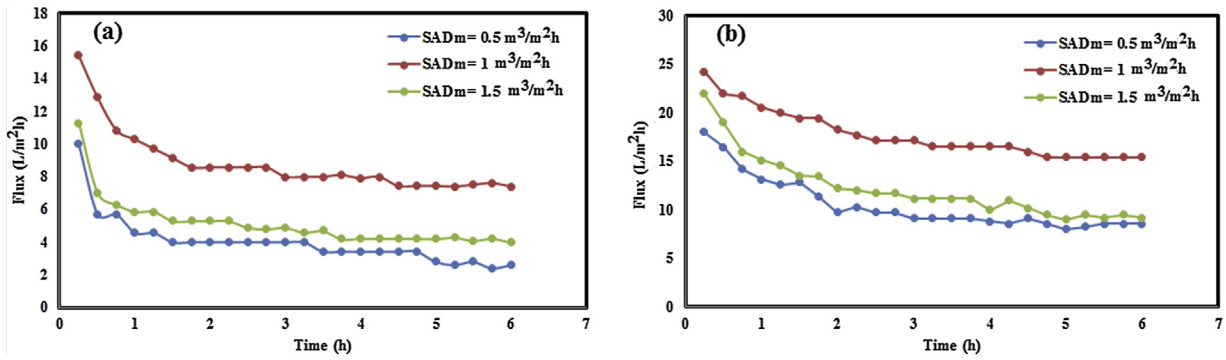 (a)
SADm= 0.5 m³/m²h
SADm= 1 m³/m²h
SADm= 1.5 m³/m²h
Flux (L/m²h)
18
16
14
12
10
8
6
4
2
0
0 1 2 3 4 5 6 7
Time (h)
(b)
SADm= 0.5 m³/m²h
SADm= 1 m³/m²h
SADm= 1.5 m³/m²h
Flux (L/m²h)
30
25
20
15
10
5
0
0 1 2 3 4 5 6 7
Time (h)